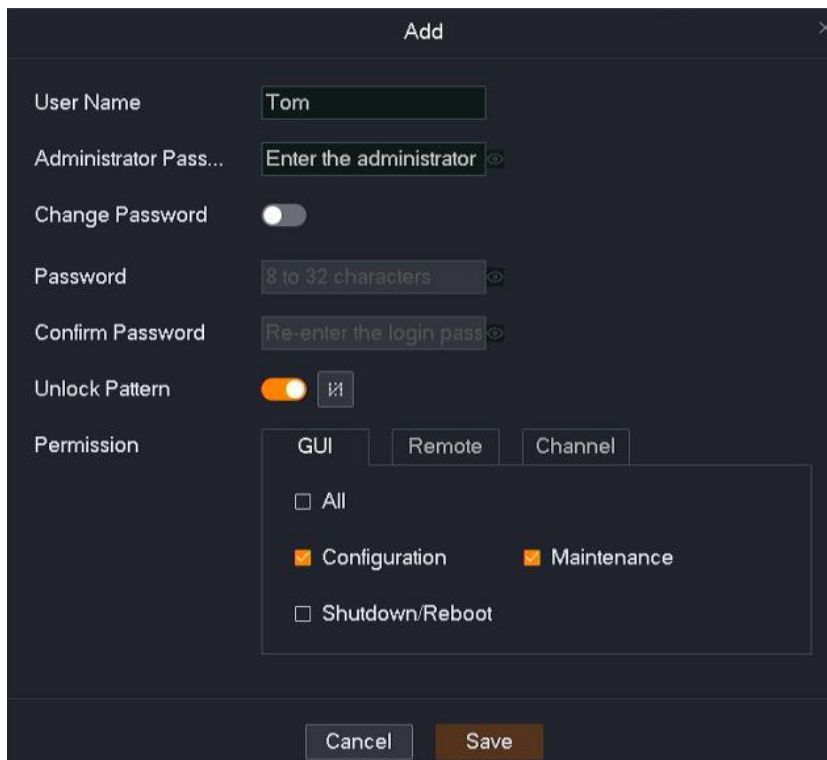 Add
User Name Tom
Administrator Pass... Enter the administrator
Change Password
Password 8 to 32 characters
Confirm Password Re-enter the login pass
Unlock Pattern
Permission GUI Remote Channel
All
Configuration Maintenance
Shutdown/Reboot
Cancel Save